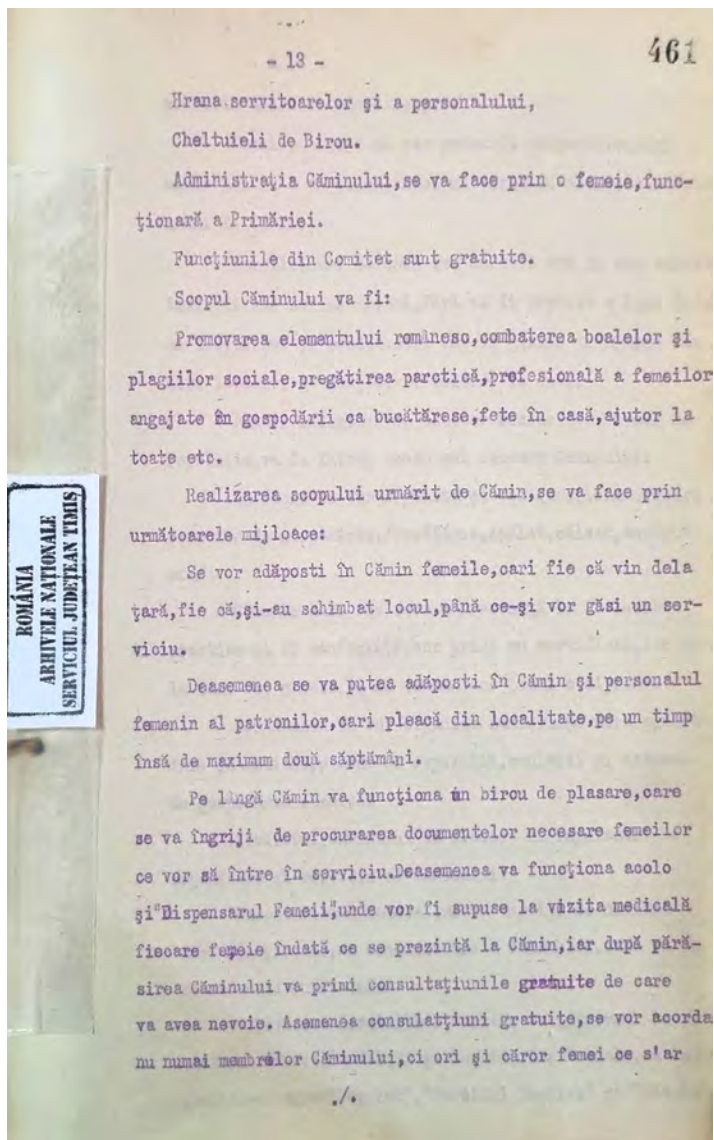 461
- 13 -
Hrana servitoarelor şi a personalului,
Cheltuieli de Birou.
Administraţia Căminului,se va face prin o femeie,func-
ţionară a Primăriei.
Funcţiunile din Comitet sunt gratuite.
Scopul Căminului va fi:
Promovarea elementului românesc,combaterea boalelor şi
plagiilor sociale,pregătirea parctică,profesională a femeilor
angajate în gospodării ca bucătărese,fete în casă,ajutor la
toate etc.
Realizarea scopului urmărit de Cămin,se va face prin
următoarele mijloace:
Se vor adăposti în Cămin femeile,cari fie că vin dela
ţară,fie că,şi-au schimbat locul,până ce-şi vor găsi un ser-
viciu.
Deasemenea se va putea adăposti în Cămin şi personalul
femenin al patronilor,cari pleacă din localitate,pe un timp
însă de maximum două săptămâni.
Pe lângă Cămin va funcţiona un birou de plasare,care
se va îngriji de procurarea documentelor necesare femeilor
ce vor să între în serviciu.Deasemenea va funcţiona acolo
şi"Dispensarul Femeii",unde vor fi supuse la vizita medicală
fiecare femeie îndată ce se prezintă la Cămin,iar după pără-
sirea Căminului va primi consultaţiunile gratuite de care
va avea nevoie. Asemenea consulatţiuni gratuite,se vor acorda
nu numai membrelor Căminului,ci ori şi căror femei ce s'ar
./.
ROMÂNIA
ARHIVELE NATIONALE
SERVICIUL JUDETEAN TIMIS